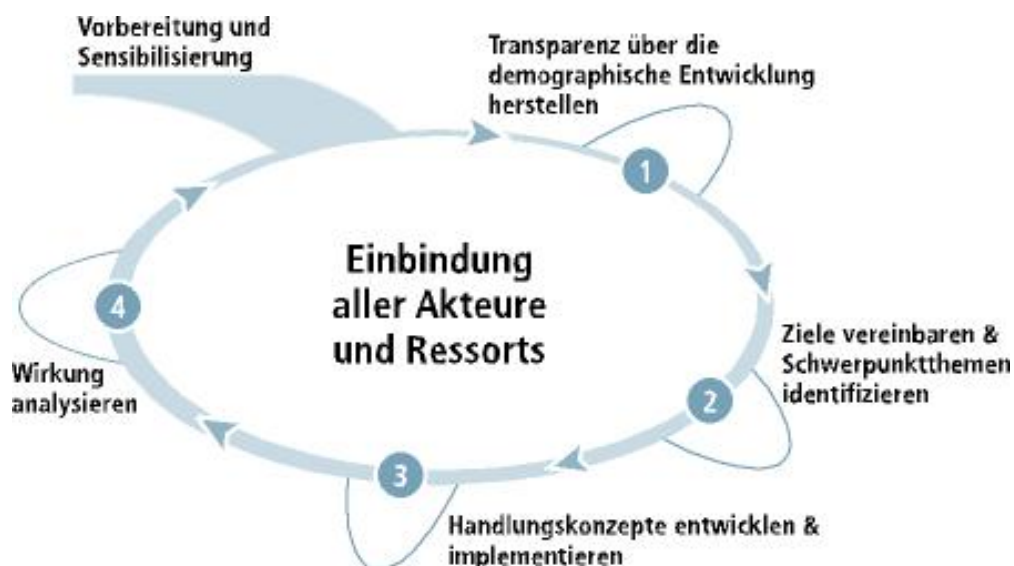 Vorbereitung und
Sensibilisierung
Transparenz über die
demographische Entwicklung
herstellen
1
Einbindung
aller Akteure
und Ressorts
4
Ziele vereinbaren &
Schwerpunktthemen
identifizieren
2
Wirkung
analysieren
3
Handlungskonzepte entwicklen &
implementieren